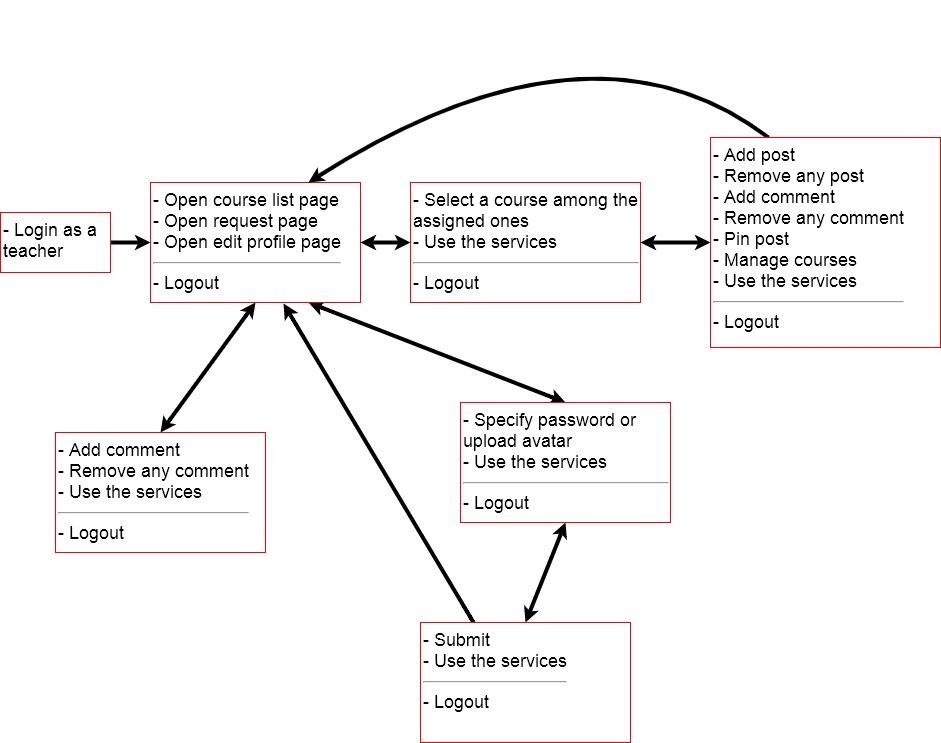 - Login as a
teacher
- Open course list page
- Open request page
- Open edit profile page
- Logout
- Select a course among the
assigned ones
- Use the services
- Logout
- Add post
- Remove any post
- Add comment
- Remove any comment
- Pin post
- Manage courses
- Use the services
- Logout
- Add comment
- Remove any comment
- Use the services
- Logout
- Specify password or
upload avatar
- Use the services
- Logout
- Submit
- Use the services
- Logout